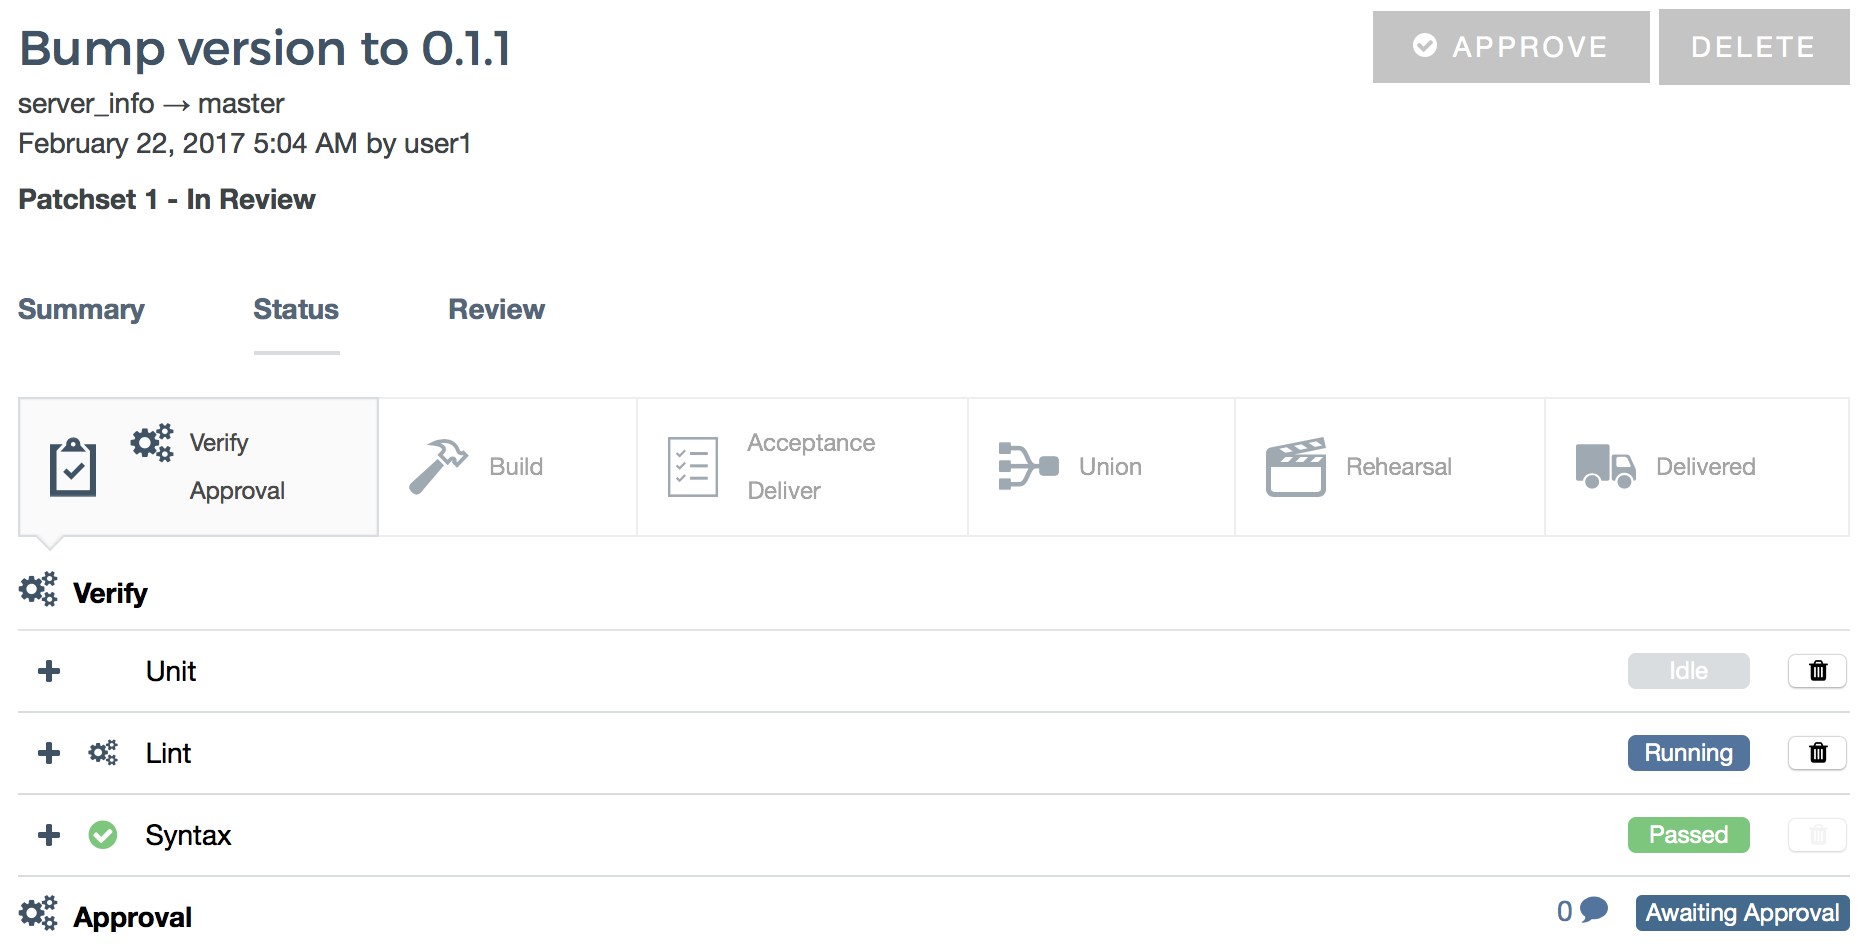 Bump version to 0.1.1
APPROVE
DELETE
server_info → master
February 22, 2017 5:04 AM by user1
Patchset 1 - In Review
Summary
Status
Review
Verify
Approval
Build
Acceptance
Deliver
Union
Rehearsal
Delivered
Verify
Unit
Idle
Lint
Running
Syntax
Passed
Approval
0
Awaiting Approval